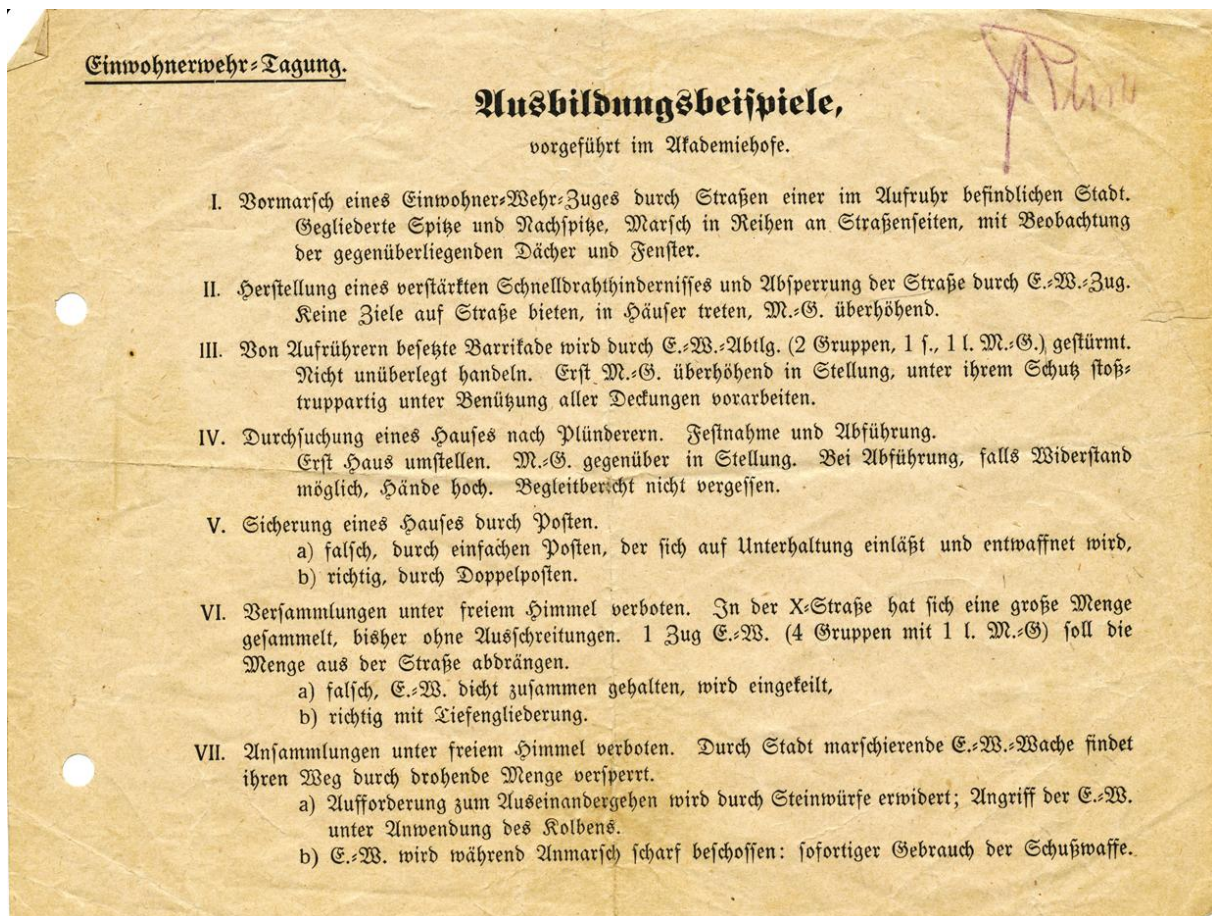 Einwohnerwehr-Tagung.
Ausbildungsbeispiele,
vorgeführt im Akademiehofe.
I. Vormarsch eines Einwohner-Wehr-Zuges durch Straßen einer im Aufruhr befindlichen Stadt.
Gegliederte Spitze und Nachspitze, Marsch in Reihen an Straßenseiten, mit Beobachtung
der gegenüberliegenden Dächer und Fenster.
II. Herstellung eines verstärkten Schnelldrahthindernisses und Absperrung der Straße durch E.-W.-Zug.
Keine Ziele auf Straße bieten, in Häuser treten, M.-G. überhöhend.
III. Von Aufrührern besetzte Barrikade wird durch E.-W.-Abtlg. (2 Gruppen, 1 s., 1 l. M.-G.) gestürmt.
Nicht unüberlegt handeln. Erst M.-G. überhöhend in Stellung, unter ihrem Schutz stoß-
truppartig unter Benützung aller Deckungen vorarbeiten.
IV. Durchsuchung eines Hauses nach Plünderern. Festnahme und Abführung.
Erst Haus umstellen. M.-G. gegenüber in Stellung. Bei Abführung, falls Widerstand
möglich, Hände hoch. Begleitbericht nicht vergessen.
V. Sicherung eines Hauses durch Posten.
a) falsch, durch einfachen Posten, der sich auf Unterhaltung einläßt und entwaffnet wird,
b) richtig, durch Doppelposten.
VI. Versammlungen unter freiem Himmel verboten. In der X-Straße hat sich eine große Menge
gesammelt, bisher ohne Ausschreitungen. 1 Zug E.-W. (4 Gruppen mit 1 l. M.-G) soll die
Menge aus der Straße abdrängen.
a) falsch, E.-W. dicht zusammen gehalten, wird eingekeilt,
b) richtig mit Tiefengliederung.
VII. Ansammlungen unter freiem Himmel verboten. Durch Stadt marschierende E.-W.-Wache findet
ihren Weg durch drohende Menge versperrt.
a) Aufforderung zum Auseinandergehen wird durch Steinwürfe erwidert; Angriff der E.-W.
unter Anwendung des Kolbens.
b) E.-W. wird während Anmarsch scharf beschossen: sofortiger Gebrauch der Schußwaffe.